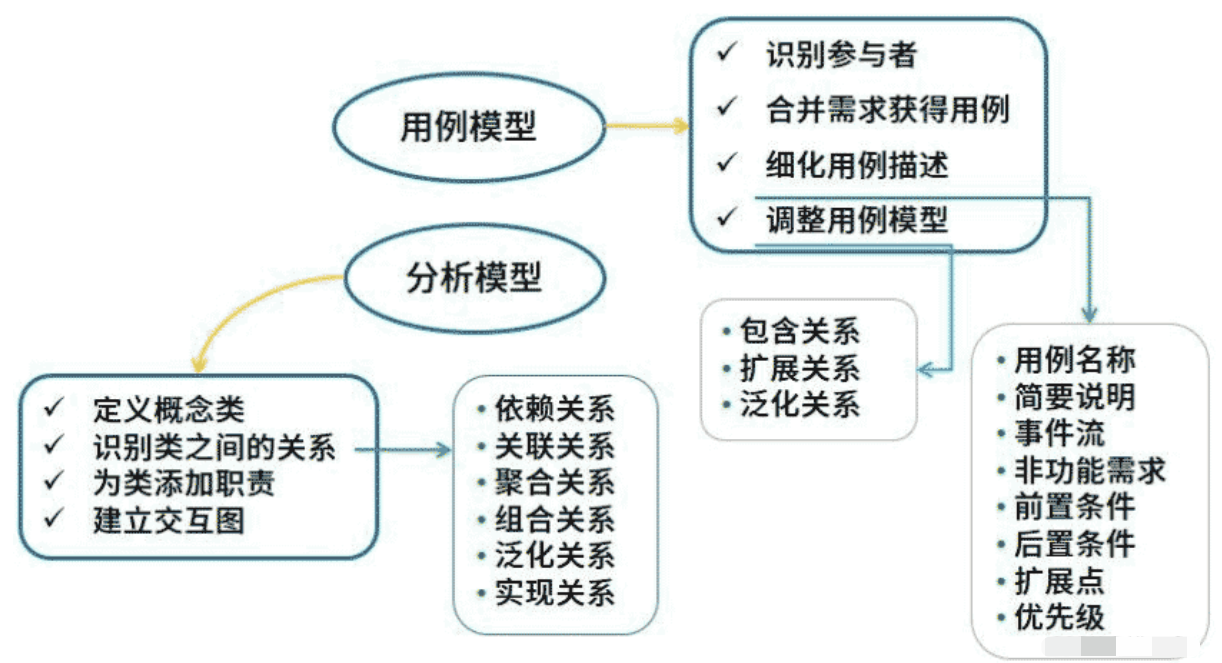 用例模型
✓ 识别参与者
✓ 合并需求获得用例
✓ 细化用例描述
✓ 调整用例模型
分析模型
• 包含关系
• 扩展关系
• 泛化关系
• 用例名称
• 简要说明
• 事件流
• 非功能需求
• 前置条件
• 后置条件
• 扩展点
• 优先级
✓ 定义概念类
✓ 识别类之间的关系
✓ 为类添加职责
✓ 建立交互图
• 依赖关系
• 关联关系
• 聚合关系
• 组合关系
• 泛化关系
• 实现关系